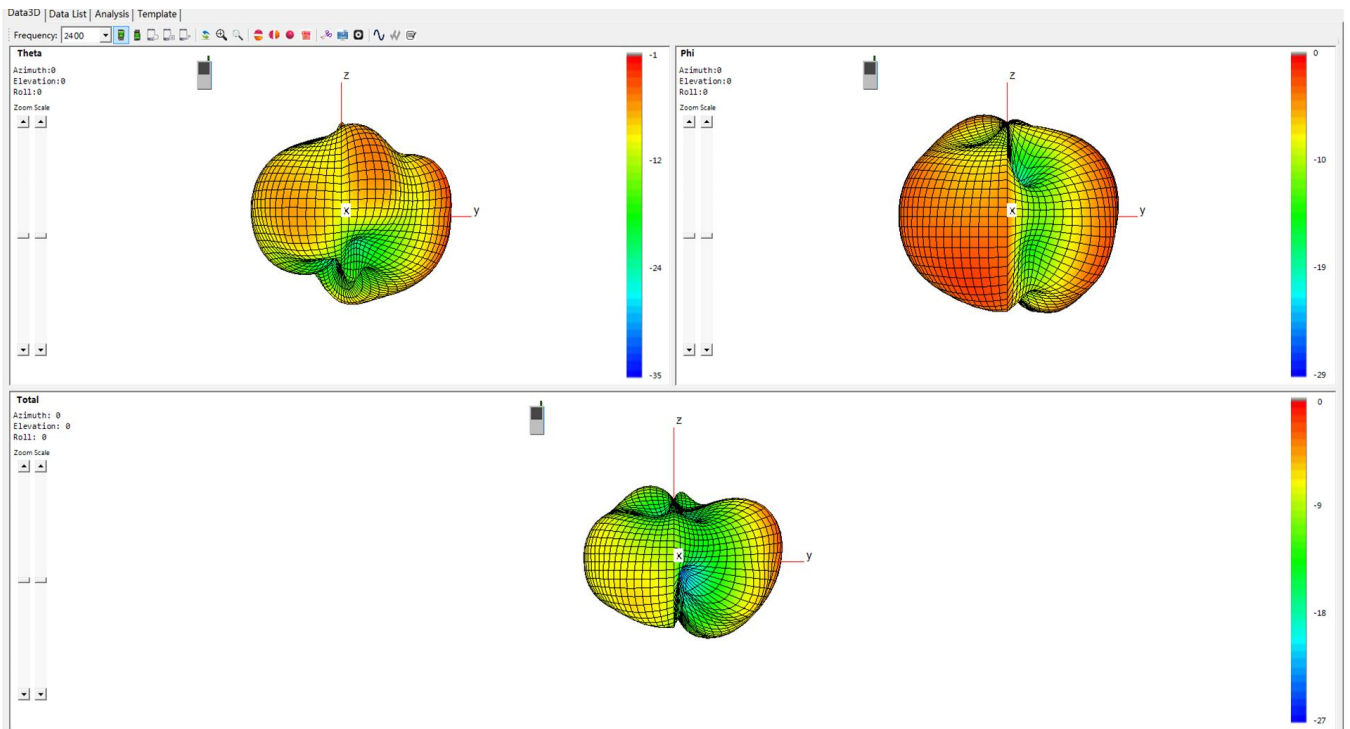 Data3D | Data List | Analysis | Template |
Frequency: 2400
Theta
Azimuth:0
Elevation:0
Roll:0
Zoom Scale
z
x
y
-1
-12
-24
-35
Phi
Azimuth:0
Elevation:0
Roll:0
Zoom Scale
z
x
y
0
-10
-19
-29
Total
Azimuth: 0
Elevation: 0
Roll: 0
Zoom Scale
z
x
y
0
-9
-18
-27